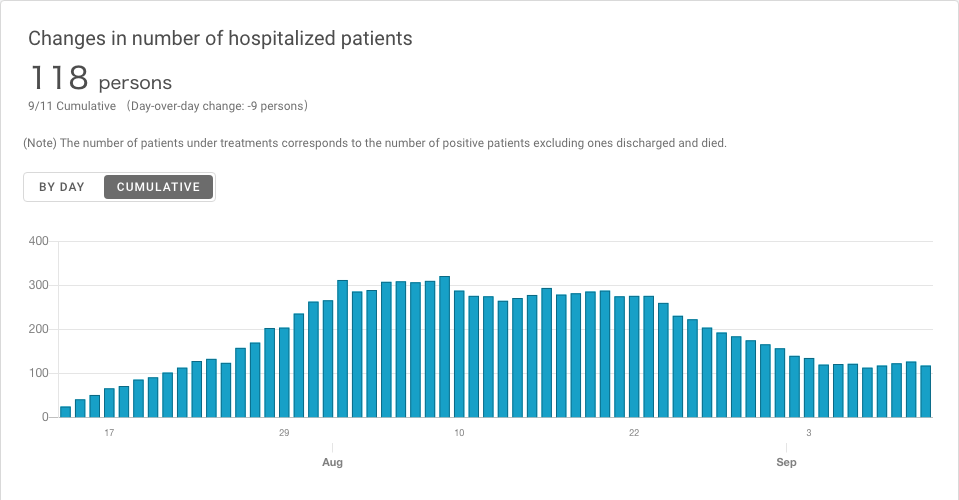 Changes in number of hospitalized patients
118 persons
9/11 Cumulative （Day-over-day change: -9 persons）
(Note) The number of patients under treatments corresponds to the number of positive patients excluding ones discharged and died.
BY DAY CUMULATIVE
400
300
200
100
0
17 29 10 22 3
Aug Sep